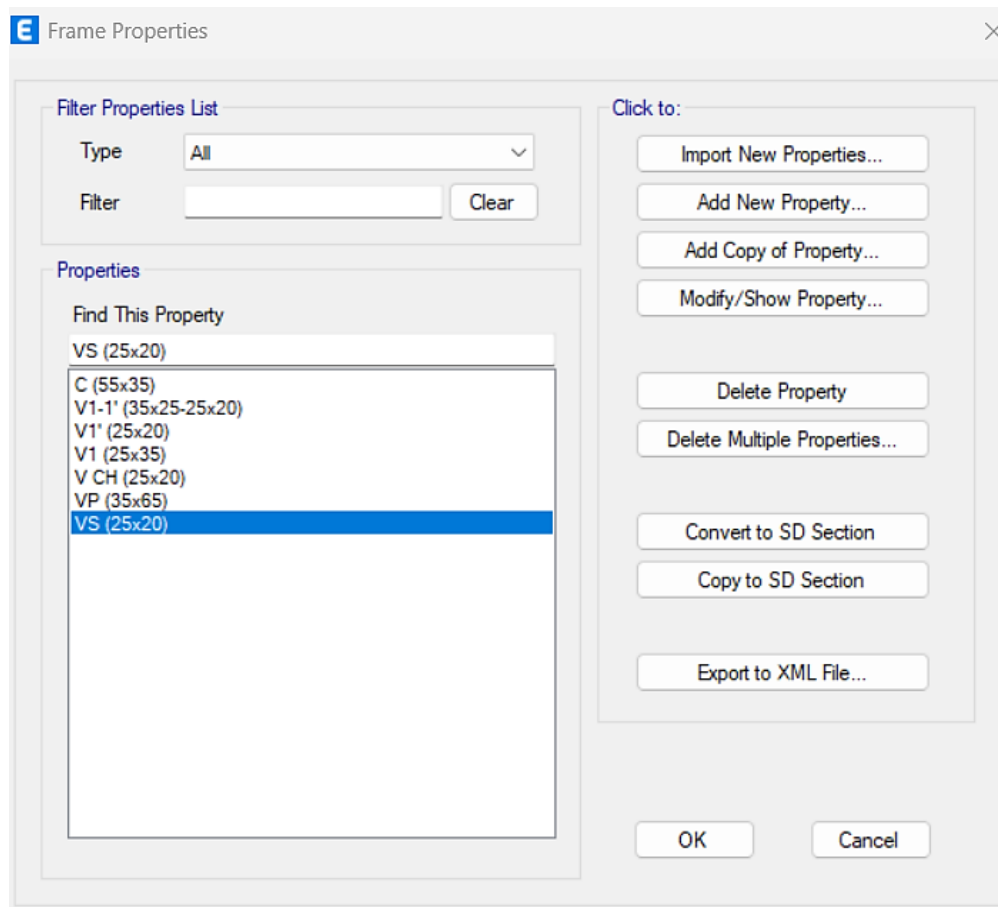 E Frame Properties
Filter Properties List
Type All
Filter Clear
Properties
Find This Property
VS (25x20)
C (55x35)
V1-1' (35x25-25x20)
V1' (25x20)
V1 (25x35)
V CH (25x20)
VP (35x65)
VS (25x20)
Click to:
Import New Properties...
Add New Property...
Add Copy of Property...
Modify/Show Property...
Delete Property
Delete Multiple Properties...
Convert to SD Section
Copy to SD Section
Export to XML File...
OK Cancel